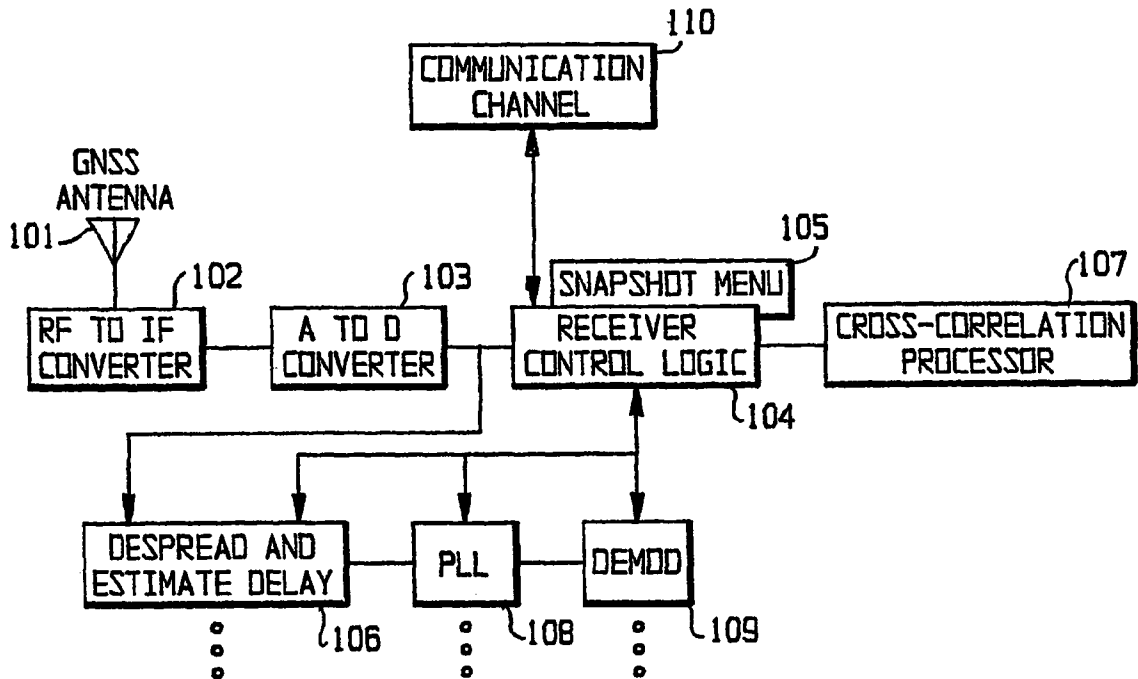 110
COMMUNICATION
CHANNEL
GNSS
ANTENNA
101
102
103
105
107
SNAPSHOT MENU
RF TO IF
CONVERTER
A TO D
CONVERTER
RECEIVER
CONTROL LOGIC
CROSS-CORRELATION
PROCESSOR
104
DESPREAD AND
ESTIMATE DELAY
PLL
DEMOD
106
108
109